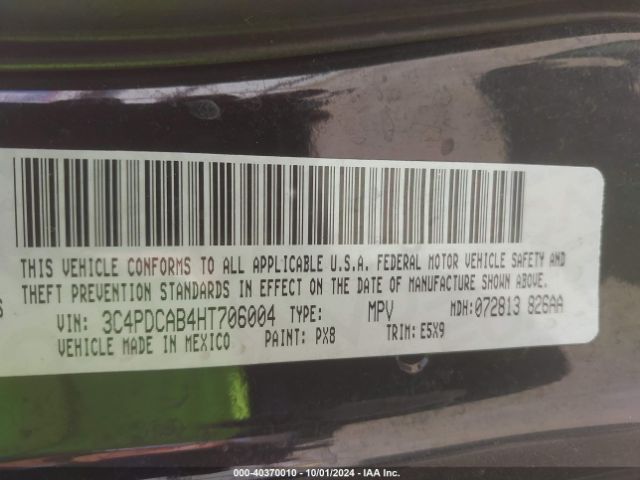 THIS VEHICLE CONFORMS TO ALL APPLICABLE U.S.A. FEDERAL MOTOR VEHICLE SAFETY AND
THEFT PREVENTION STANDARDS IN EFFECT ON THE DATE OF MANUFACTURE SHOWN ABOVE.
VIN: 3C4PDCAB4HT706004 TYPE: MPV MDH:072813 826AA
VEHICLE MADE IN MEXICO PAINT: PX8 TRIM: E5X9
000-40370010 - 10/01/2024 - IAA Inc.